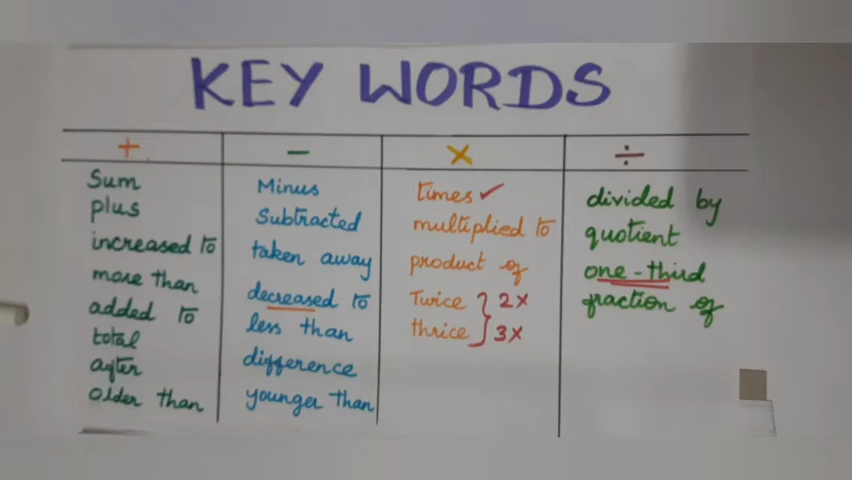 KEY WORDS
+ - × ÷
Sum
plus
increased to
more than
added to
total
after
older than
Minus
Subtracted
taken away
decreased to
less than
difference
younger than
times ✓
multiplied to
product of
Twice } 2x
thrice } 3x
divided by
quotient
one-third
fraction of